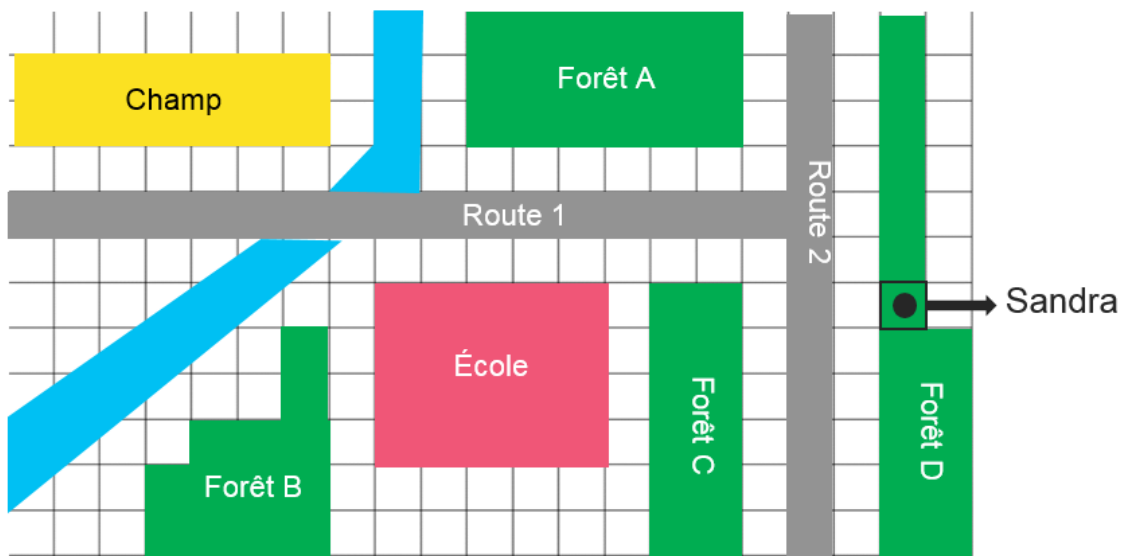 Forêt A
Champ
Route 1
Route 2
Sandra
École
Forêt C
Forêt D
Forêt B